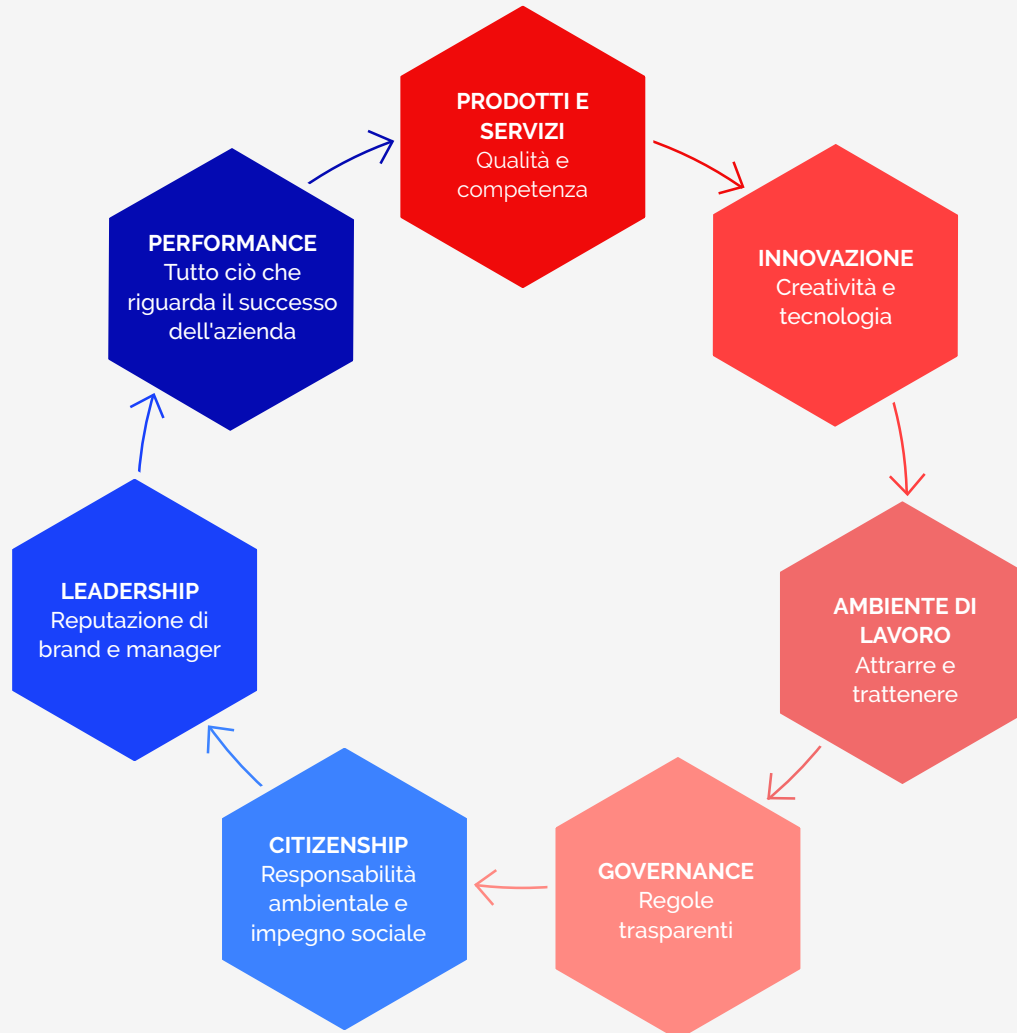 PRODOTTI E
SERVIZI
Qualità e
competenza
INNOVAZIONE
Creatività e
tecnologia
AMBIENTE DI
LAVORO
Attrarre e
trattenere
GOVERNANCE
Regole
trasparenti
CITIZENSHIP
Responsabilità
ambientale e
impegno sociale
LEADERSHIP
Reputazione di
brand e manager
PERFORMANCE
Tutto ciò che
riguarda il successo
dell'azienda